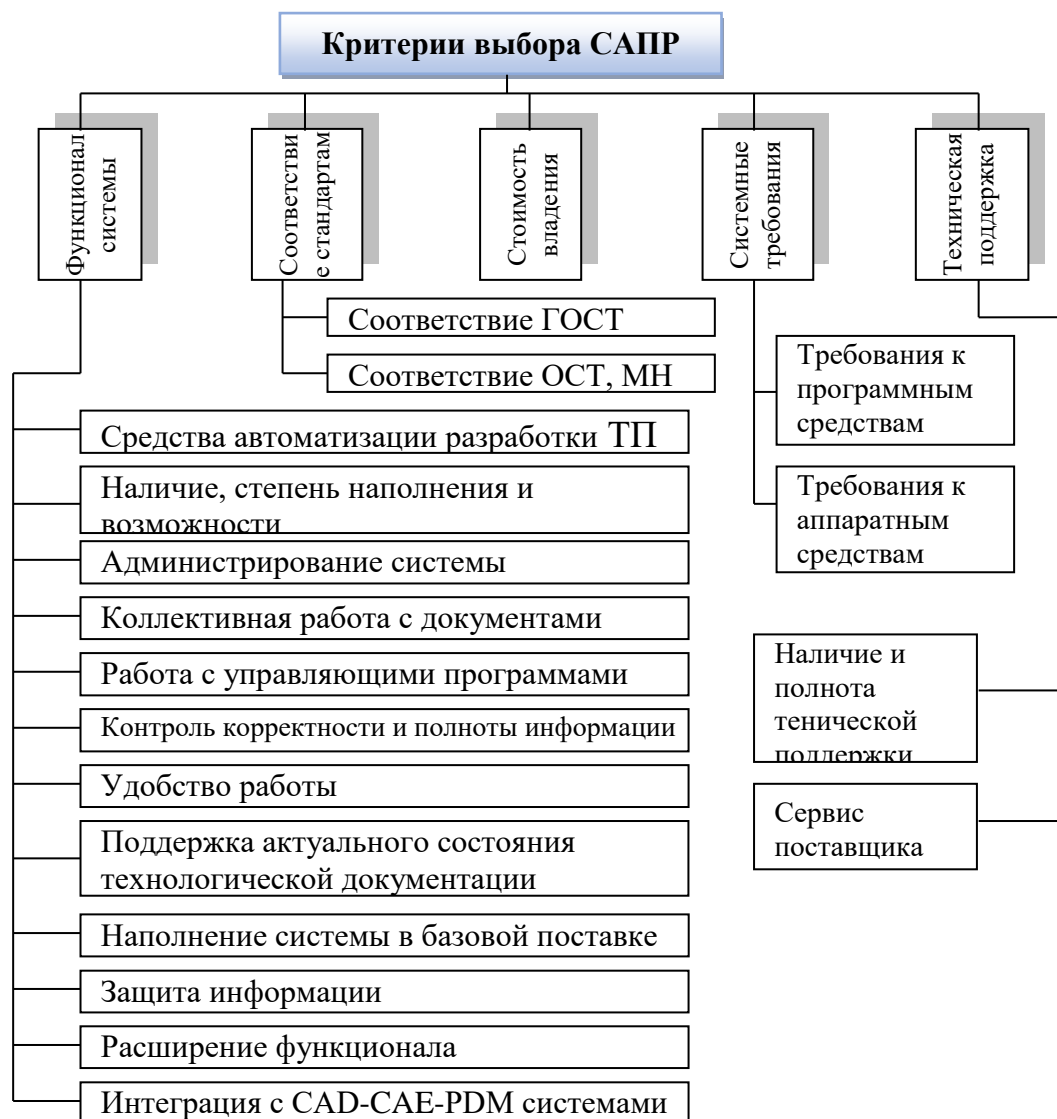 Критерии выбора САПР
Функционал
системы
Соответстви
е стандартам
Стоимость
владения
Системные
требования
Техническая
поддержка
Соответствие ГОСТ
Соответствие ОСТ, МН
Средства автоматизации разработки ТП
Наличие, степень наполнения и
возможности
Администрирование системы
Коллективная работа с документами
Работа с управляющими программами
Контроль корректности и полноты информации
Удобство работы
Поддержка актуального состояния
технологической документации
Наполнение системы в базовой поставке
Защита информации
Расширение функционала
Интеграция с CAD-CAE-PDM системами
Требования к
программным
средствам
Требования к
аппаратным
средствам
Наличие и
полнота
тенической
поддержки
Сервис
поставщика